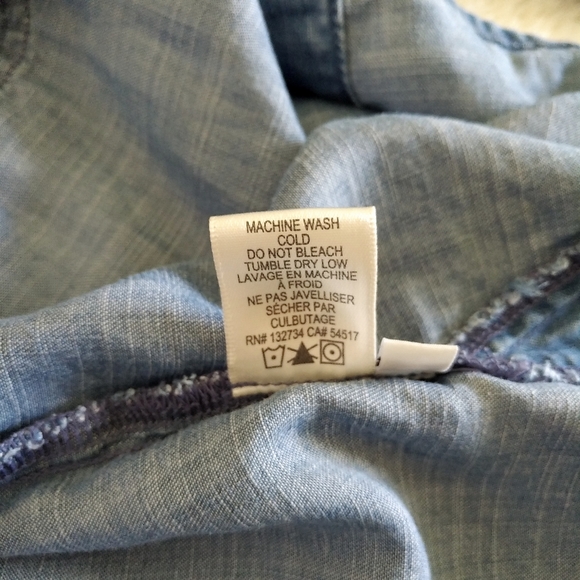 MACHINE WASH
COLD
DO NOT BLEACH
TUMBLE DRY LOW
LAVAGE EN MACHINE
À FROID
NE PAS JAVELLISER
SÉCHER PAR
CULBUTAGE
RN# 132734 CA# 54517